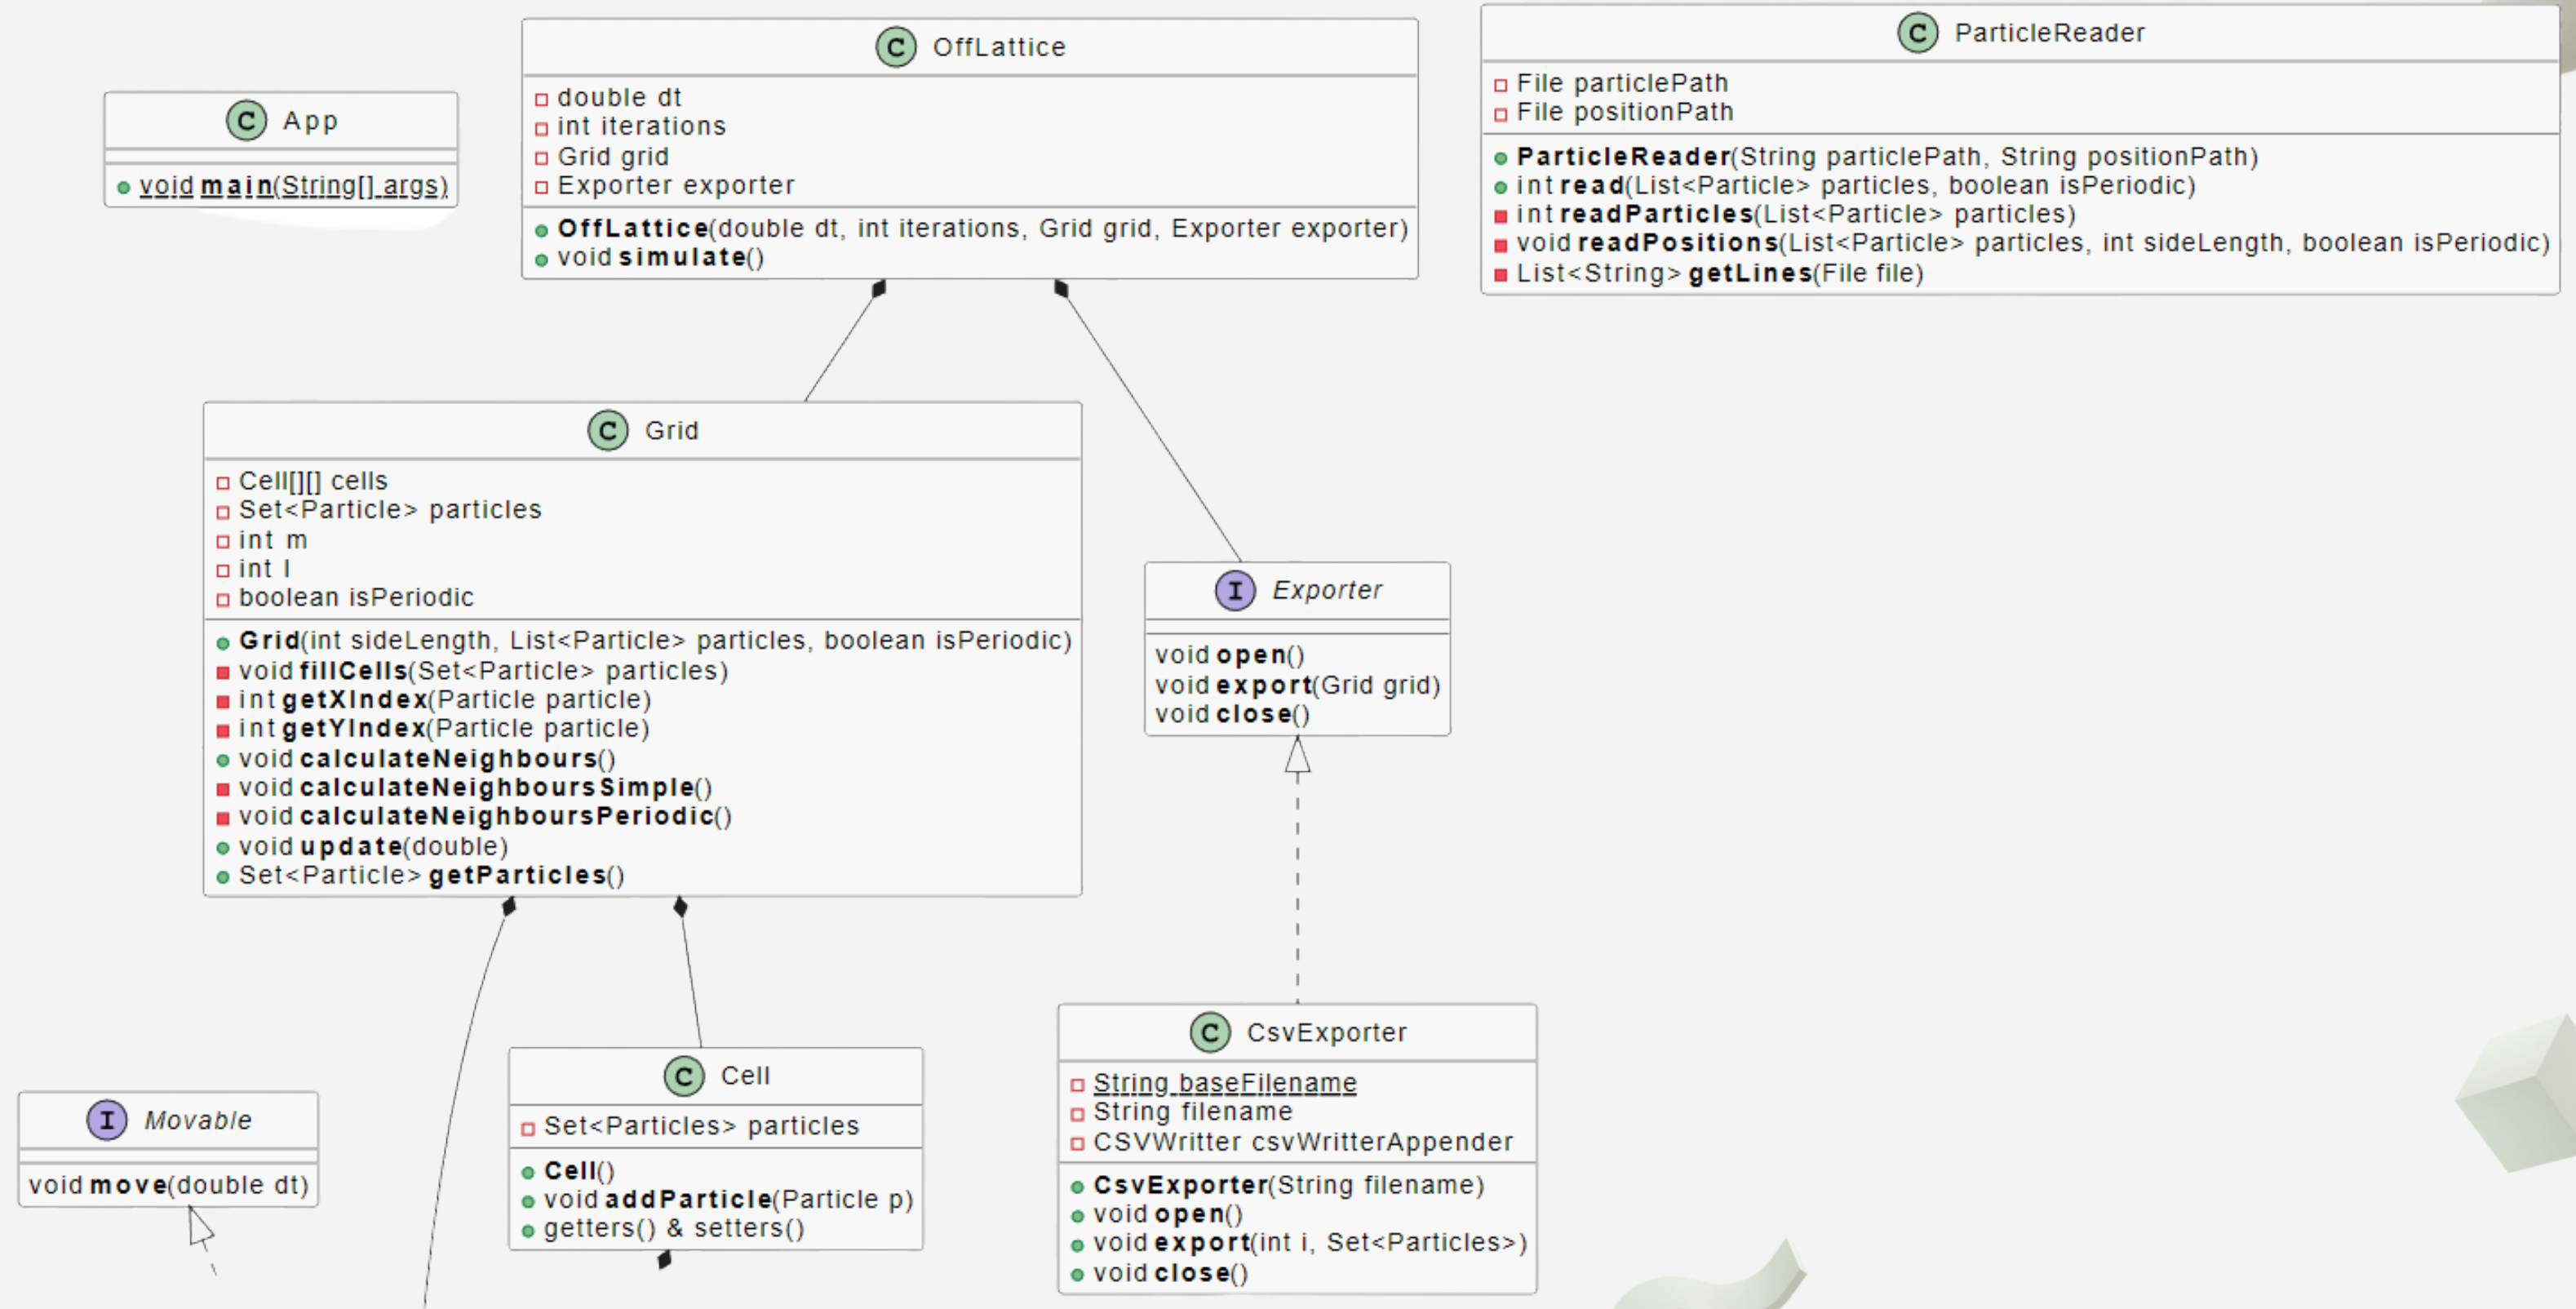 C App
void main(String[] args)
C OffLattice
double dt
int iterations
Grid grid
Exporter exporter
OffLattice(double dt, int iterations, Grid grid, Exporter exporter)
void simulate()
C ParticleReader
File particlePath
File positionPath
ParticleReader(String particlePath, String positionPath)
int read(List<Particle> particles, boolean isPeriodic)
int readParticles(List<Particle> particles)
void readPositions(List<Particle> particles, int sideLength, boolean isPeriodic)
List<String> getLines(File file)
C Grid
Cell[][] cells
Set<Particle> particles
int m
int l
boolean isPeriodic
Grid(int sideLength, List<Particle> particles, boolean isPeriodic)
void fillCells(Set<Particle> particles)
int getXIndex(Particle particle)
int getYIndex(Particle particle)
void calculateNeighbours()
void calculateNeighboursSimple()
void calculateNeighboursPeriodic()
void update(double)
Set<Particle> getParticles()
I Exporter
void open()
void export(Grid grid)
void close()
I Movable
void move(double dt)
C Cell
Set<Particles> particles
Cell()
void addParticle(Particle p)
getters() & setters()
C CsvExporter
String baseFilename
String filename
CSVWritter csvWritterAppender
CsvExporter(String filename)
void open()
void export(int i, Set<Particles>)
void close()